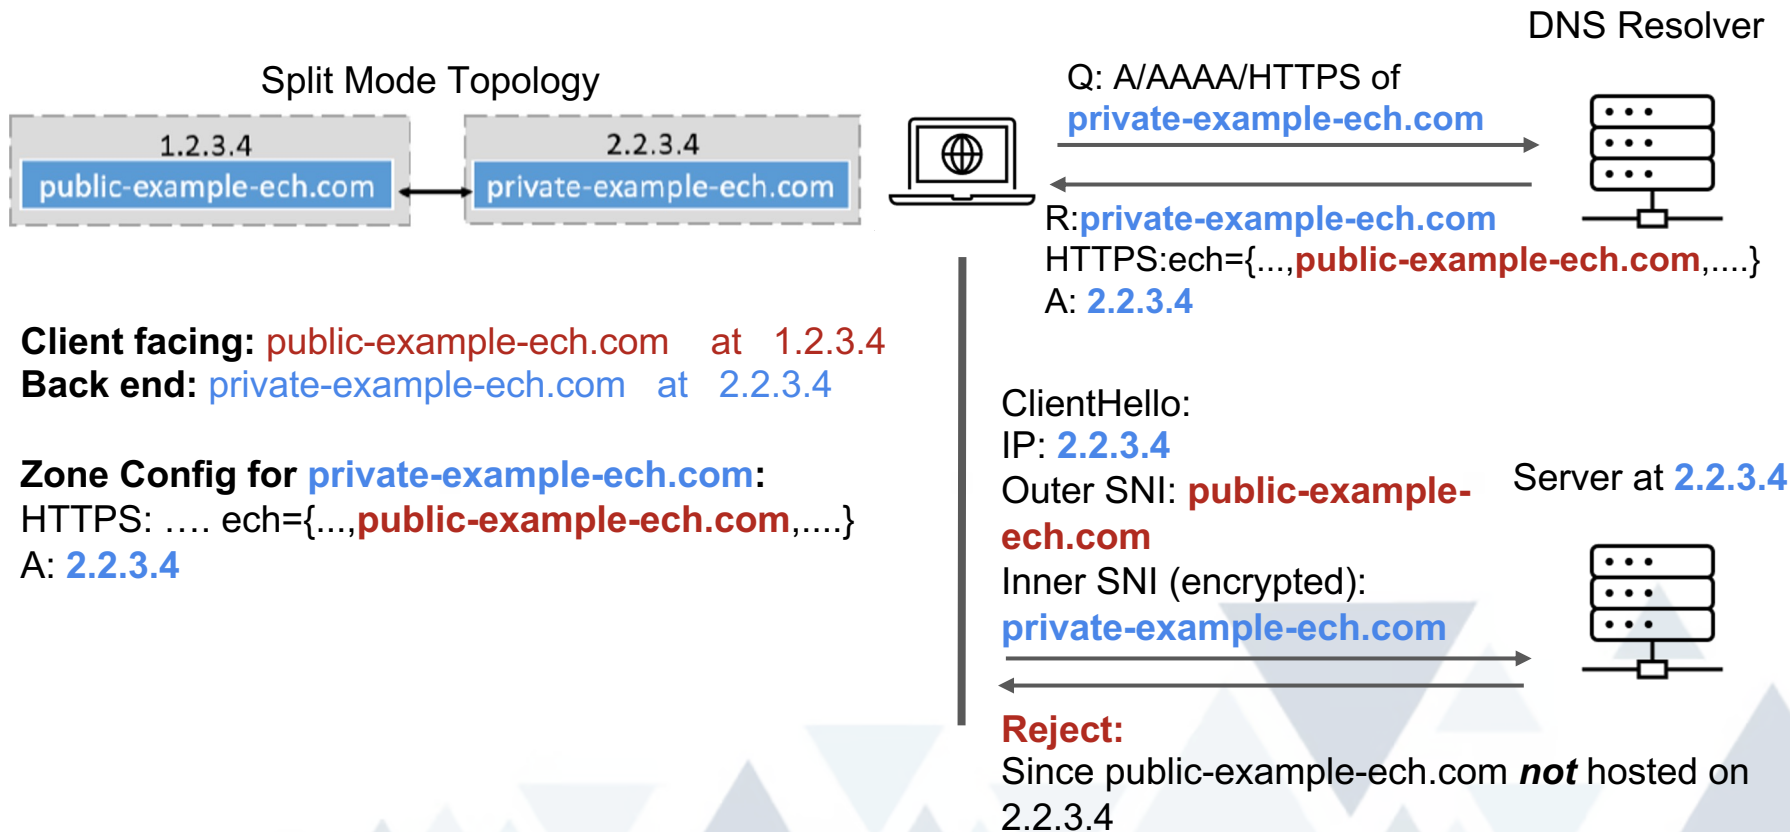 Split Mode Topology
1.2.3.4
public-example-ech.com
2.2.3.4
private-example-ech.com
Client facing: public-example-ech.com at 1.2.3.4
Back end: private-example-ech.com at 2.2.3.4
Zone Config for private-example-ech.com:
HTTPS: .... ech={...,public-example-ech.com,....}
A: 2.2.3.4
DNS Resolver
Q: A/AAAA/HTTPS of
private-example-ech.com
R:private-example-ech.com
HTTPS:ech={...,public-example-ech.com,....}
A: 2.2.3.4
ClientHello:
IP: 2.2.3.4
Outer SNI: public-example-
ech.com
Inner SNI (encrypted):
private-example-ech.com
Server at 2.2.3.4
Reject:
Since public-example-ech.com not hosted on
2.2.3.4